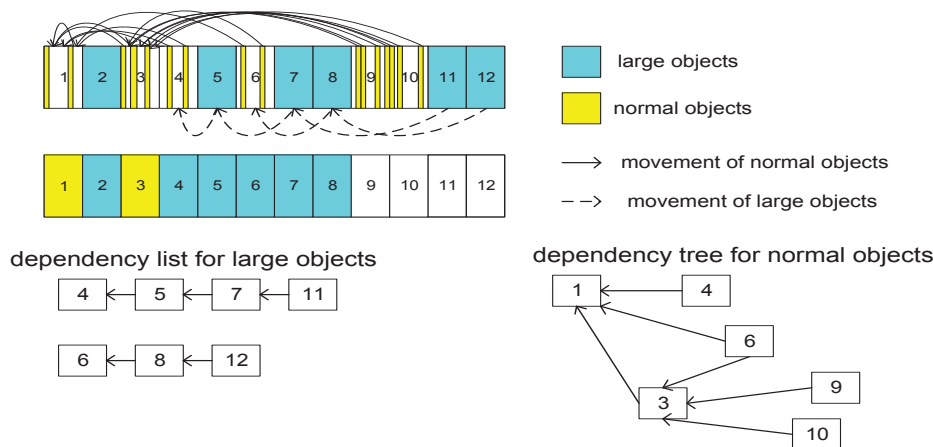 1 2 3 4 5 6 7 8 9 10 11 12
large objects
normal objects
1 2 3 4 5 6 7 8 9 10 11 12
movement of normal objects
movement of large objects
dependency list for large objects
4 5 7 11
6 8 12
dependency tree for normal objects
1 4
6
3 9
10